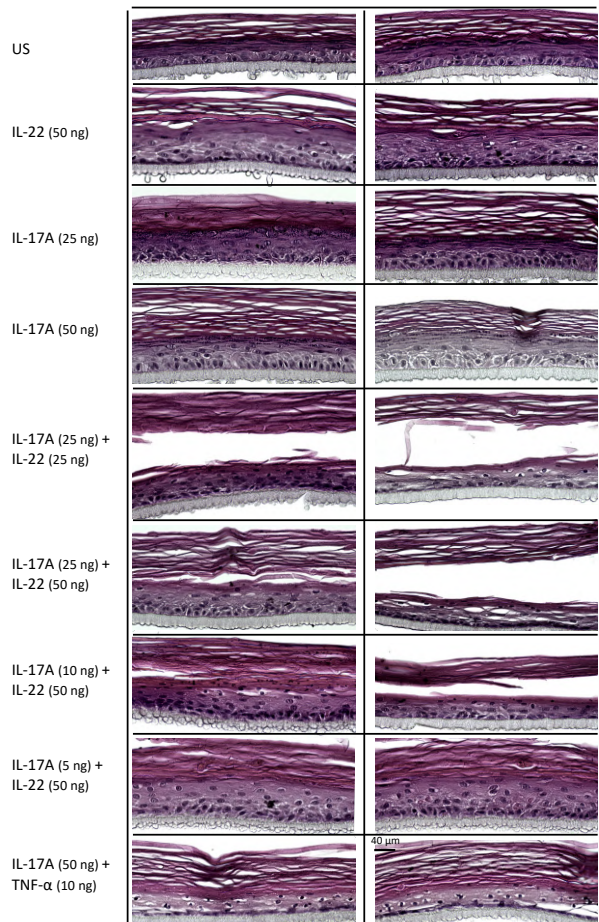 US
IL-22 (50 ng)
IL-17A (25 ng)
IL-17A (50 ng)
IL-17A (25 ng) +
IL-22 (25 ng)
IL-17A (25 ng) +
IL-22 (50 ng)
IL-17A (10 ng) +
IL-22 (50 ng)
IL-17A (5 ng) +
IL-22 (50 ng)
40 µm
IL-17A (50 ng) +
TNF-α (10 ng)